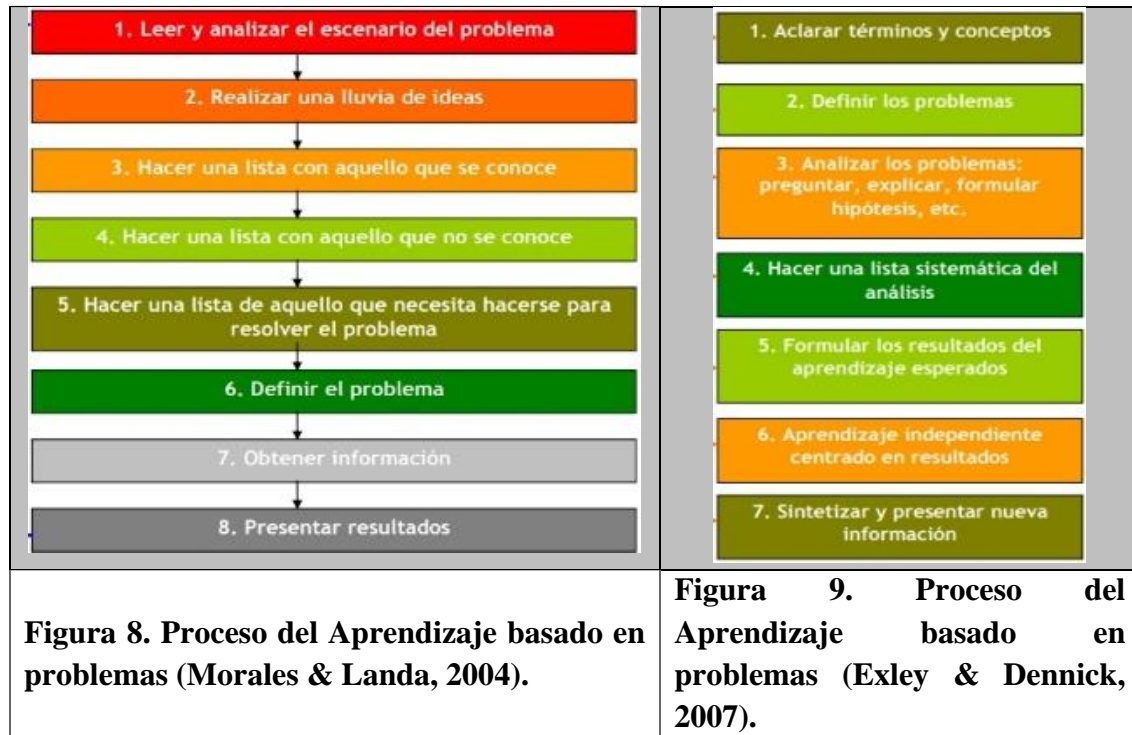 1. Leer y analizar el escenario del problema
2. Realizar una lluvia de ideas
3. Hacer una lista con aquello que se conoce
4. Hacer una lista con aquello que no se conoce
5. Hacer una lista de aquello que necesita hacerse para
resolver el problema
6. Definir el problema
7. Obtener información
8. Presentar resultados
Figura 8. Proceso del Aprendizaje basado en
problemas (Morales & Landa, 2004).
1. Aclarar términos y conceptos
2. Definir los problemas
3. Analizar los problemas:
preguntar, explicar, formular
hipótesis, etc.
4. Hacer una lista sistemática del
análisis
5. Formular los resultados del
aprendizaje esperados
6. Aprendizaje independiente
centrado en resultados
7. Sintetizar y presentar nueva
información
Figura 9. Proceso del
Aprendizaje basado en
problemas (Exley & Dennick,
2007).